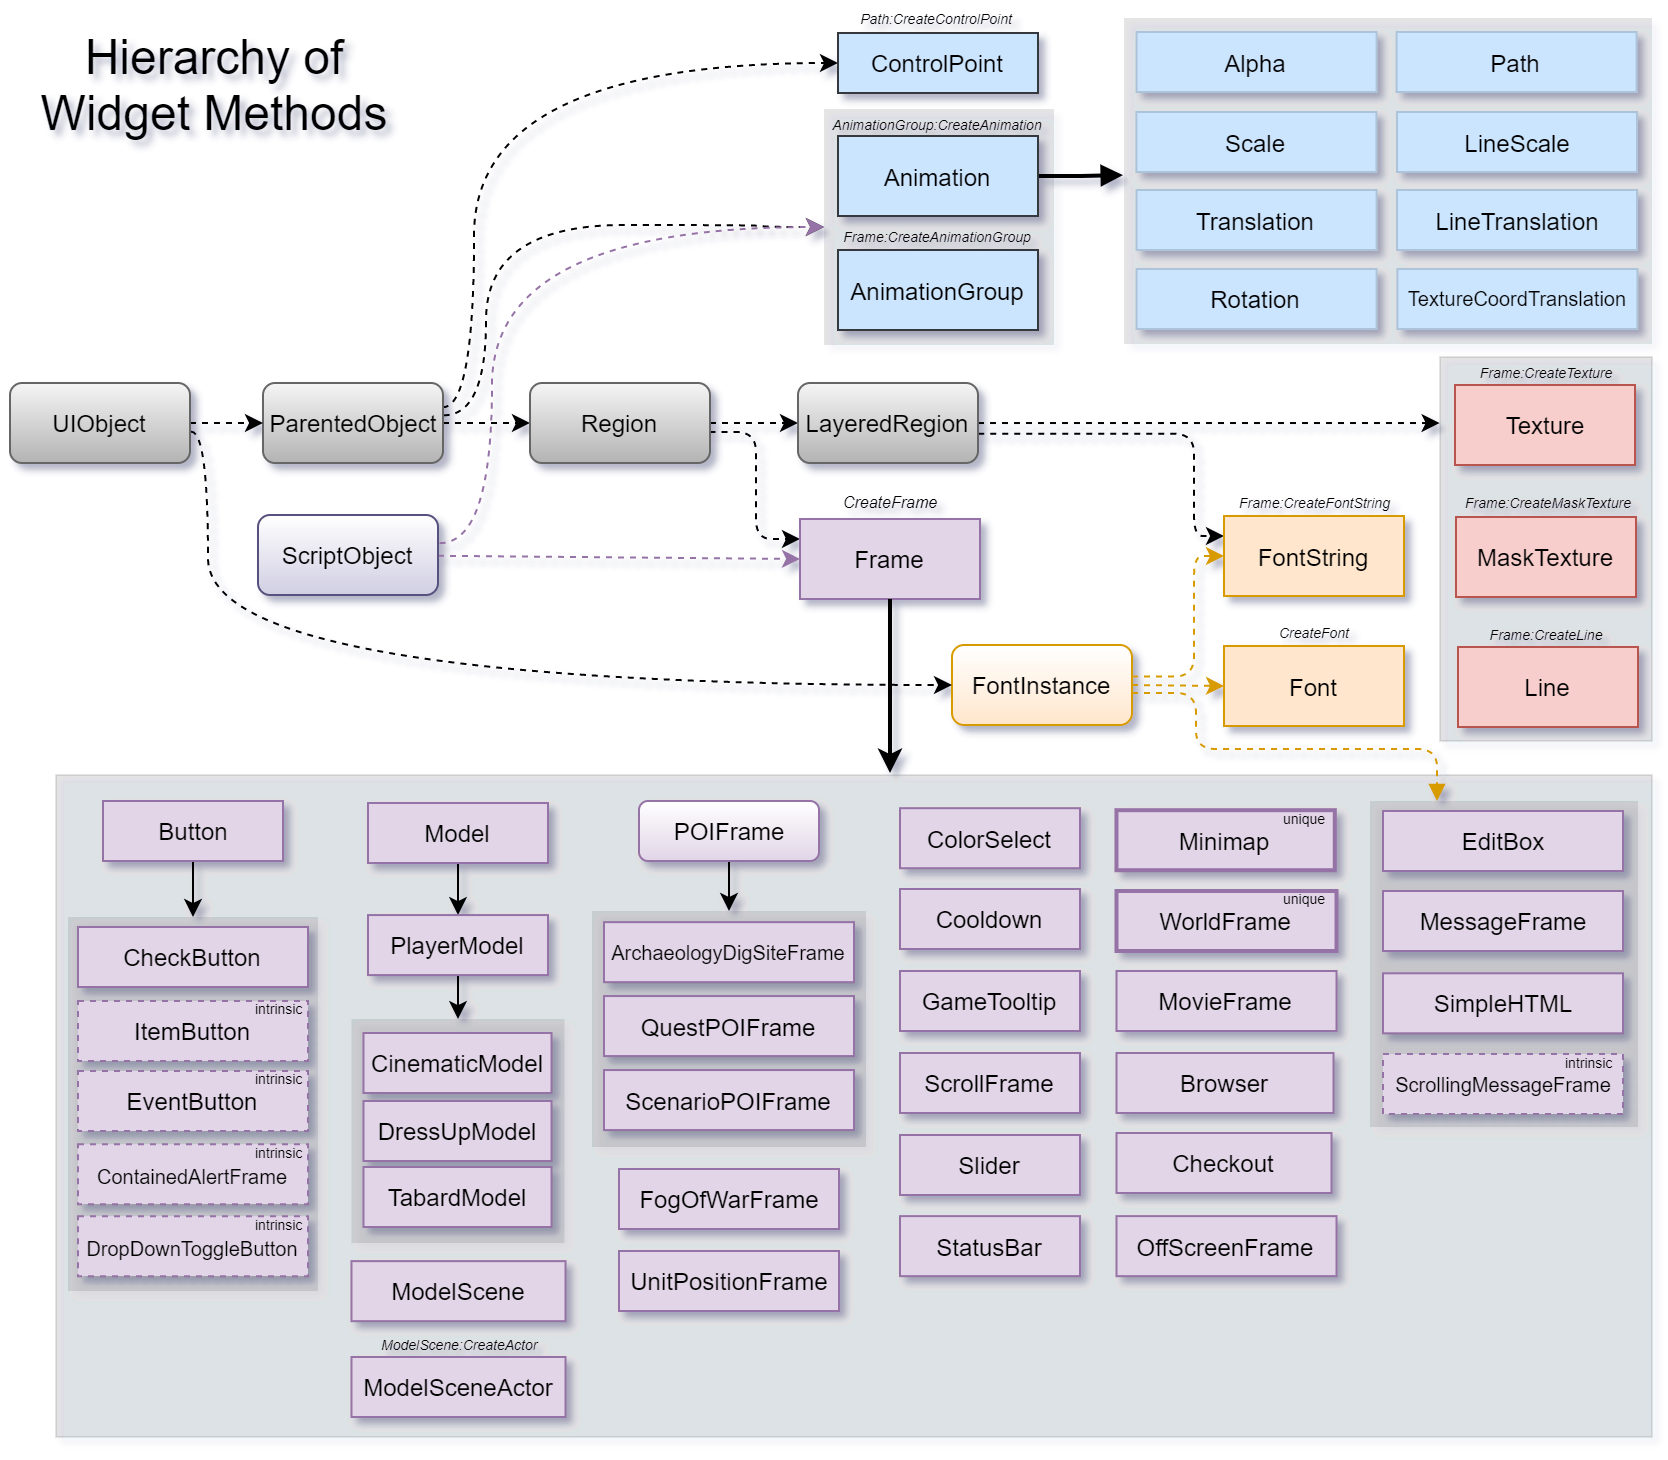 Hierarchy of
Widget Methods
Path:CreateControlPoint
ControlPoint
AnimationGroup:CreateAnimation
Animation
Frame:CreateAnimationGroup
AnimationGroup
Alpha
Path
Scale
LineScale
Translation
LineTranslation
Rotation
TextureCoordTranslation
UIObject
ParentedObject
Region
LayeredRegion
Frame:CreateTexture
Texture
ScriptObject
CreateFrame
Frame
Frame:CreateFontString
FontString
Frame:CreateMaskTexture
MaskTexture
FontInstance
CreateFont
Font
Frame:CreateLine
Line
Button
CheckButton
intrinsic
ItemButton
intrinsic
EventButton
intrinsic
ContainedAlertFrame
intrinsic
DropDownToggleButton
Model
PlayerModel
CinematicModel
DressUpModel
TabardModel
ModelScene
ModelScene:CreateActor
ModelSceneActor
POIFrame
ArchaeologyDigSiteFrame
QuestPOIFrame
ScenarioPOIFrame
FogOfWarFrame
UnitPositionFrame
ColorSelect
Cooldown
GameTooltip
ScrollFrame
Slider
StatusBar
unique
Minimap
unique
WorldFrame
MovieFrame
Browser
Checkout
OffScreenFrame
EditBox
MessageFrame
SimpleHTML
intrinsic
ScrollingMessageFrame